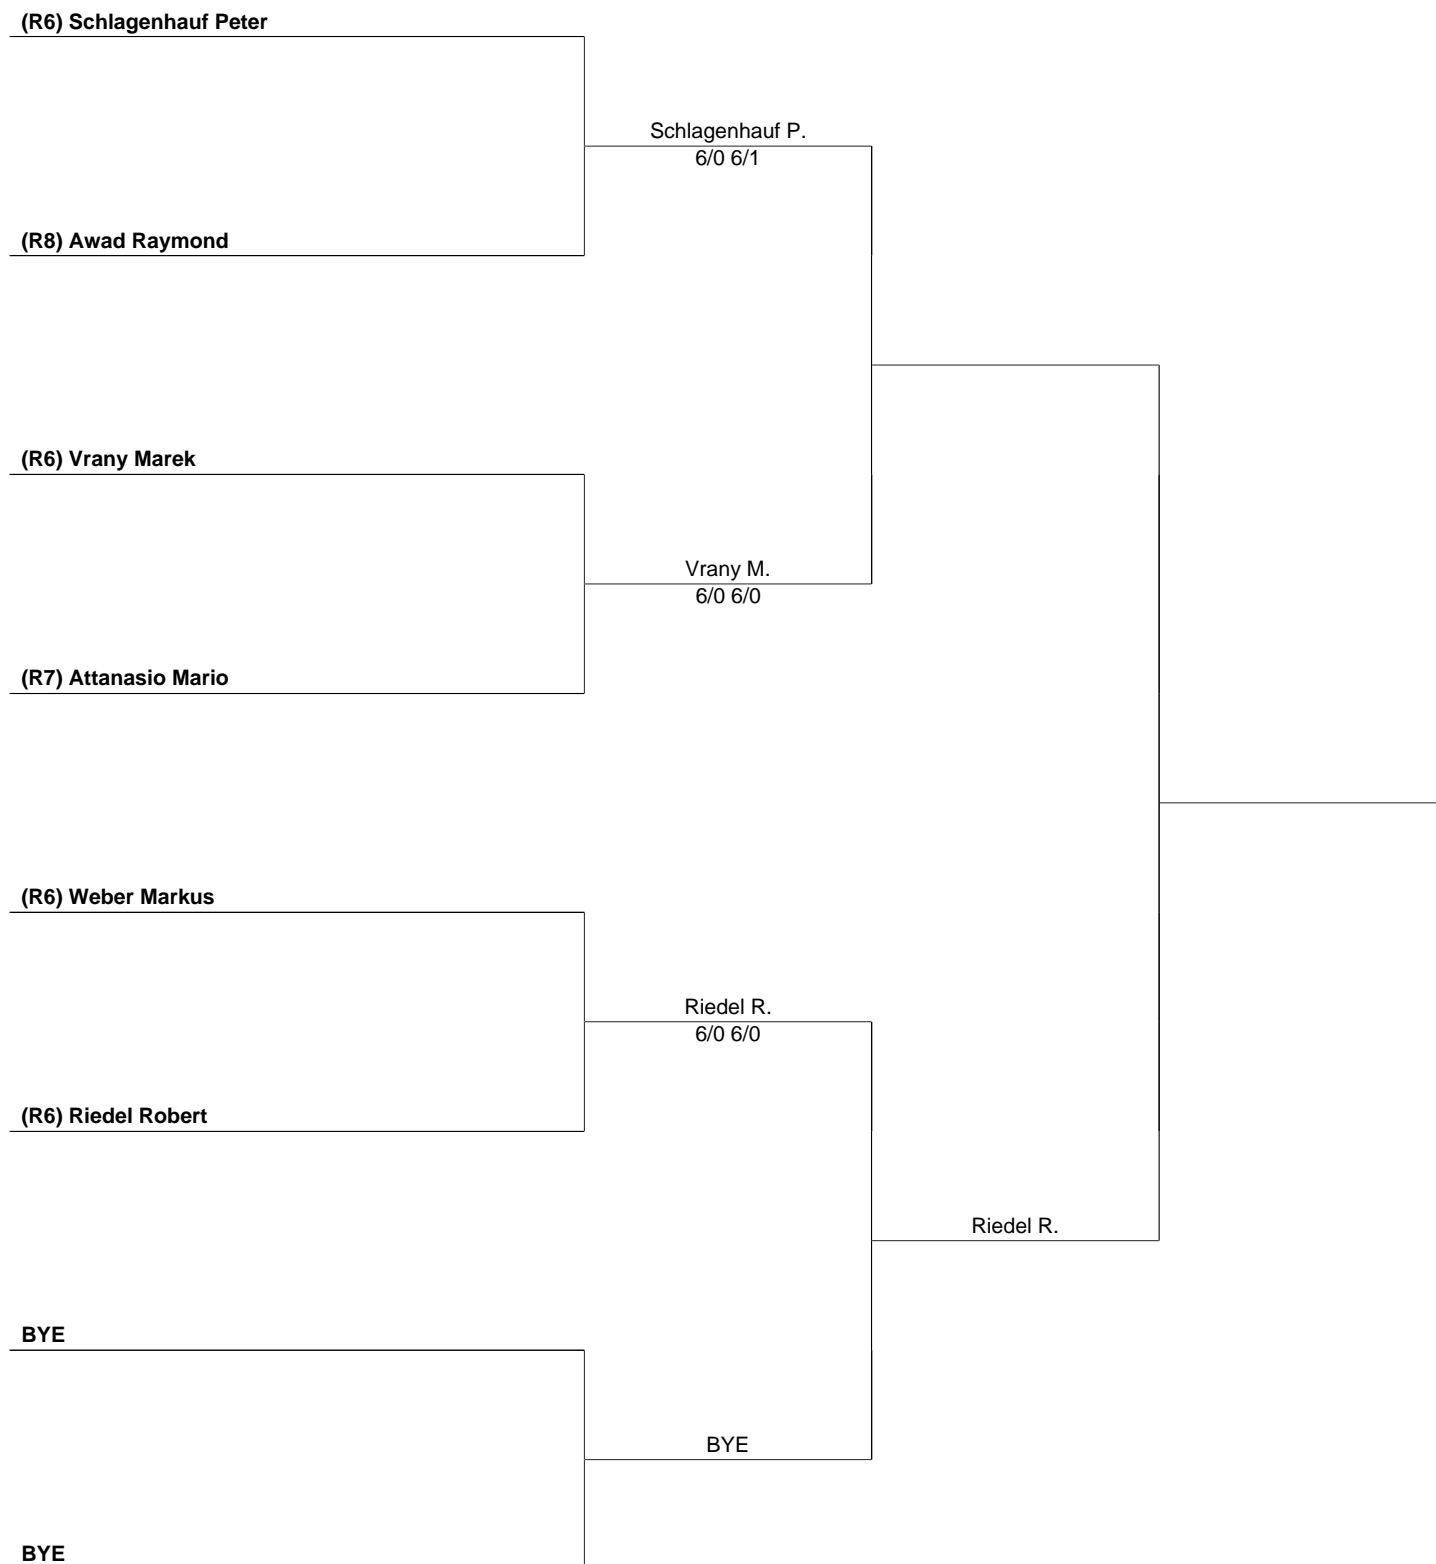 (R6) Schlagenhauf Peter
Schlagenhauf P.
6/0 6/1
(R8) Awad Raymond
(R6) Vrany Marek
Vrany M.
6/0 6/0
(R7) Attanasio Mario
(R6) Weber Markus
Riedel R.
6/0 6/0
(R6) Riedel Robert
Riedel R.
BYE
BYE
BYE